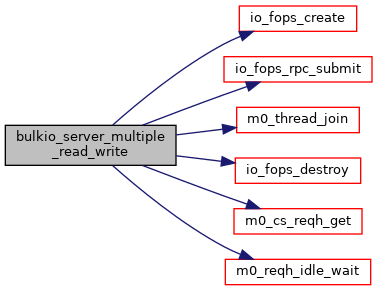 bulkio_server_multiple
_read_write
io_fops_create
io_fops_rpc_submit
m0_thread_join
io_fops_destroy
m0_cs_reqh_get
m0_reqh_idle_wait